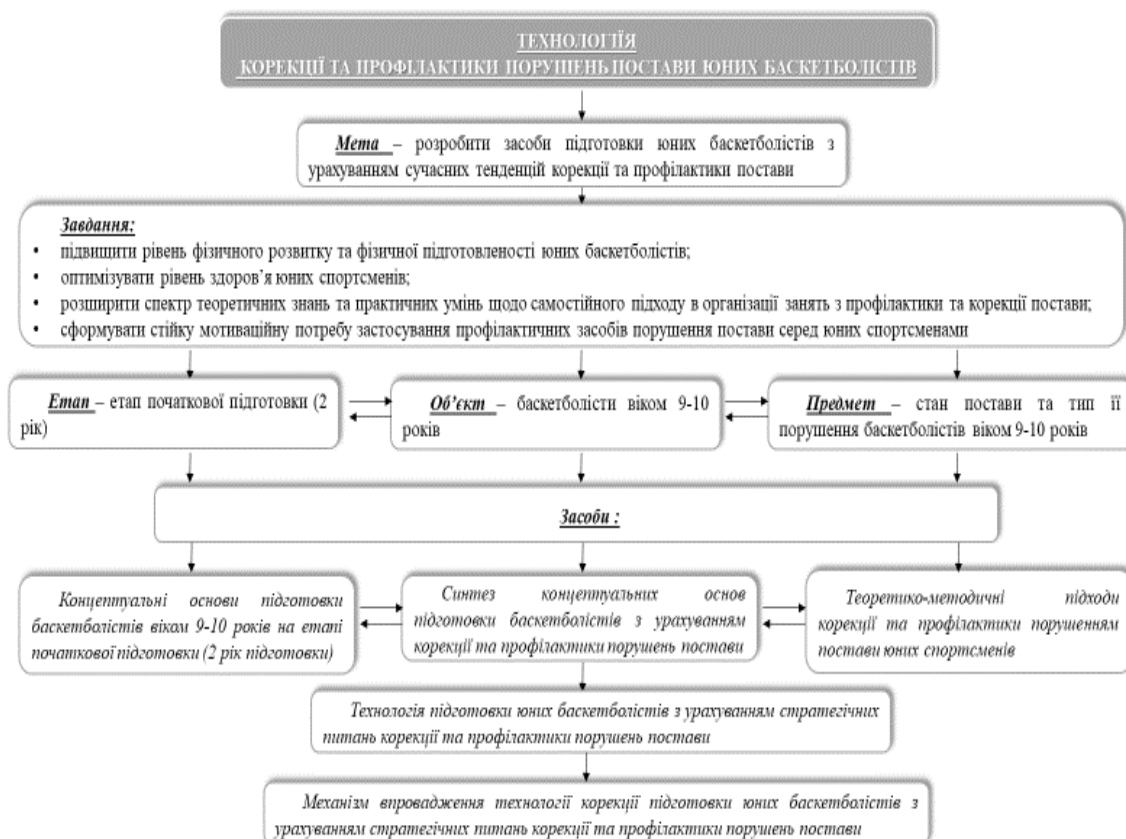 ТЕХНОЛОГІЇЯ
КОРЕКЦІЇ ТА ПРОФІЛАКТИКИ ПОРУШЕНЬ ПОСТАВИ ЮНИХ БАСКЕТБОЛІСТІВ
Мета – розробити засоби підготовки юних баскетболістів з
урахуванням сучасних тенденцій корекції та профілактики постави
Завдання:
• підвищити рівень фізичного розвитку та фізичної підготовленості юних баскетболістів;
• оптимізувати рівень здоров’я юних спортсменів;
• розширити спектр теоретичних знань та практичних умінь щодо самостійного підходу в організації занять з профілактики та корекції постави;
• сформувати стійку мотиваційну потребу застосування профілактичних засобів порушення постави серед юних спортсменами
Етап – етап початкової підготовки (2
рік)
Об’єкт – баскетболісти віком 9-10
років
Предмет – стан постави та тип її
порушення баскетболістів віком 9-10 років
Засоби :
Концептуальні основи підготовки
баскетболістів віком 9-10 років на етапі
початкової підготовки (2 рік підготовки)
Синтез концептуальних основ
підготовки баскетболістів з урахуванням
корекції та профілактики порушень постави
Теоретико-методичні підходи
корекції та профілактики порушенням
постави юних спортсменів
Технологія підготовки юних баскетболістів з урахуванням стратегічних
питань корекції та профілактики порушень постави
Механізм впровадження технології корекції підготовки юних баскетболістів з
урахуванням стратегічних питань корекції та профілактики порушень постави